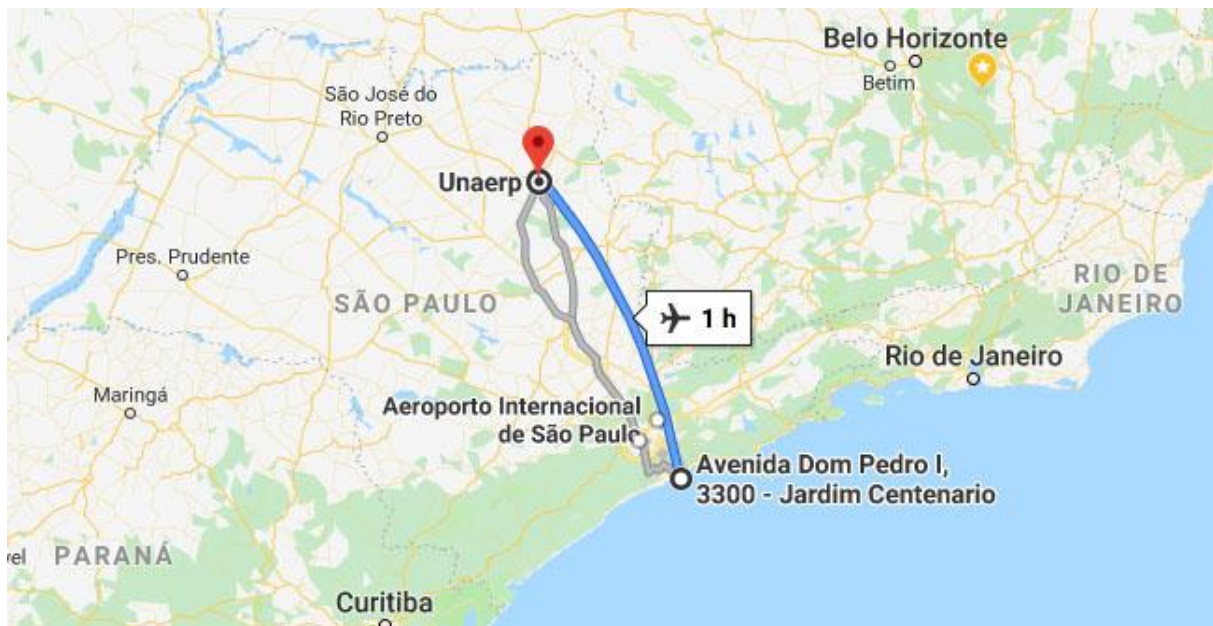 Belo Horizonte
Betim
São José do
Rio Preto
Unaerp
Pres. Prudente
SÃO PAULO
1 h
RIO DE
JANEIRO
Rio de Janeiro
Maringá
Aeroporto Internacional
de São Paulo
Avenida Dom Pedro I,
3300 - Jardim Centenario
PARANÁ
Curitiba